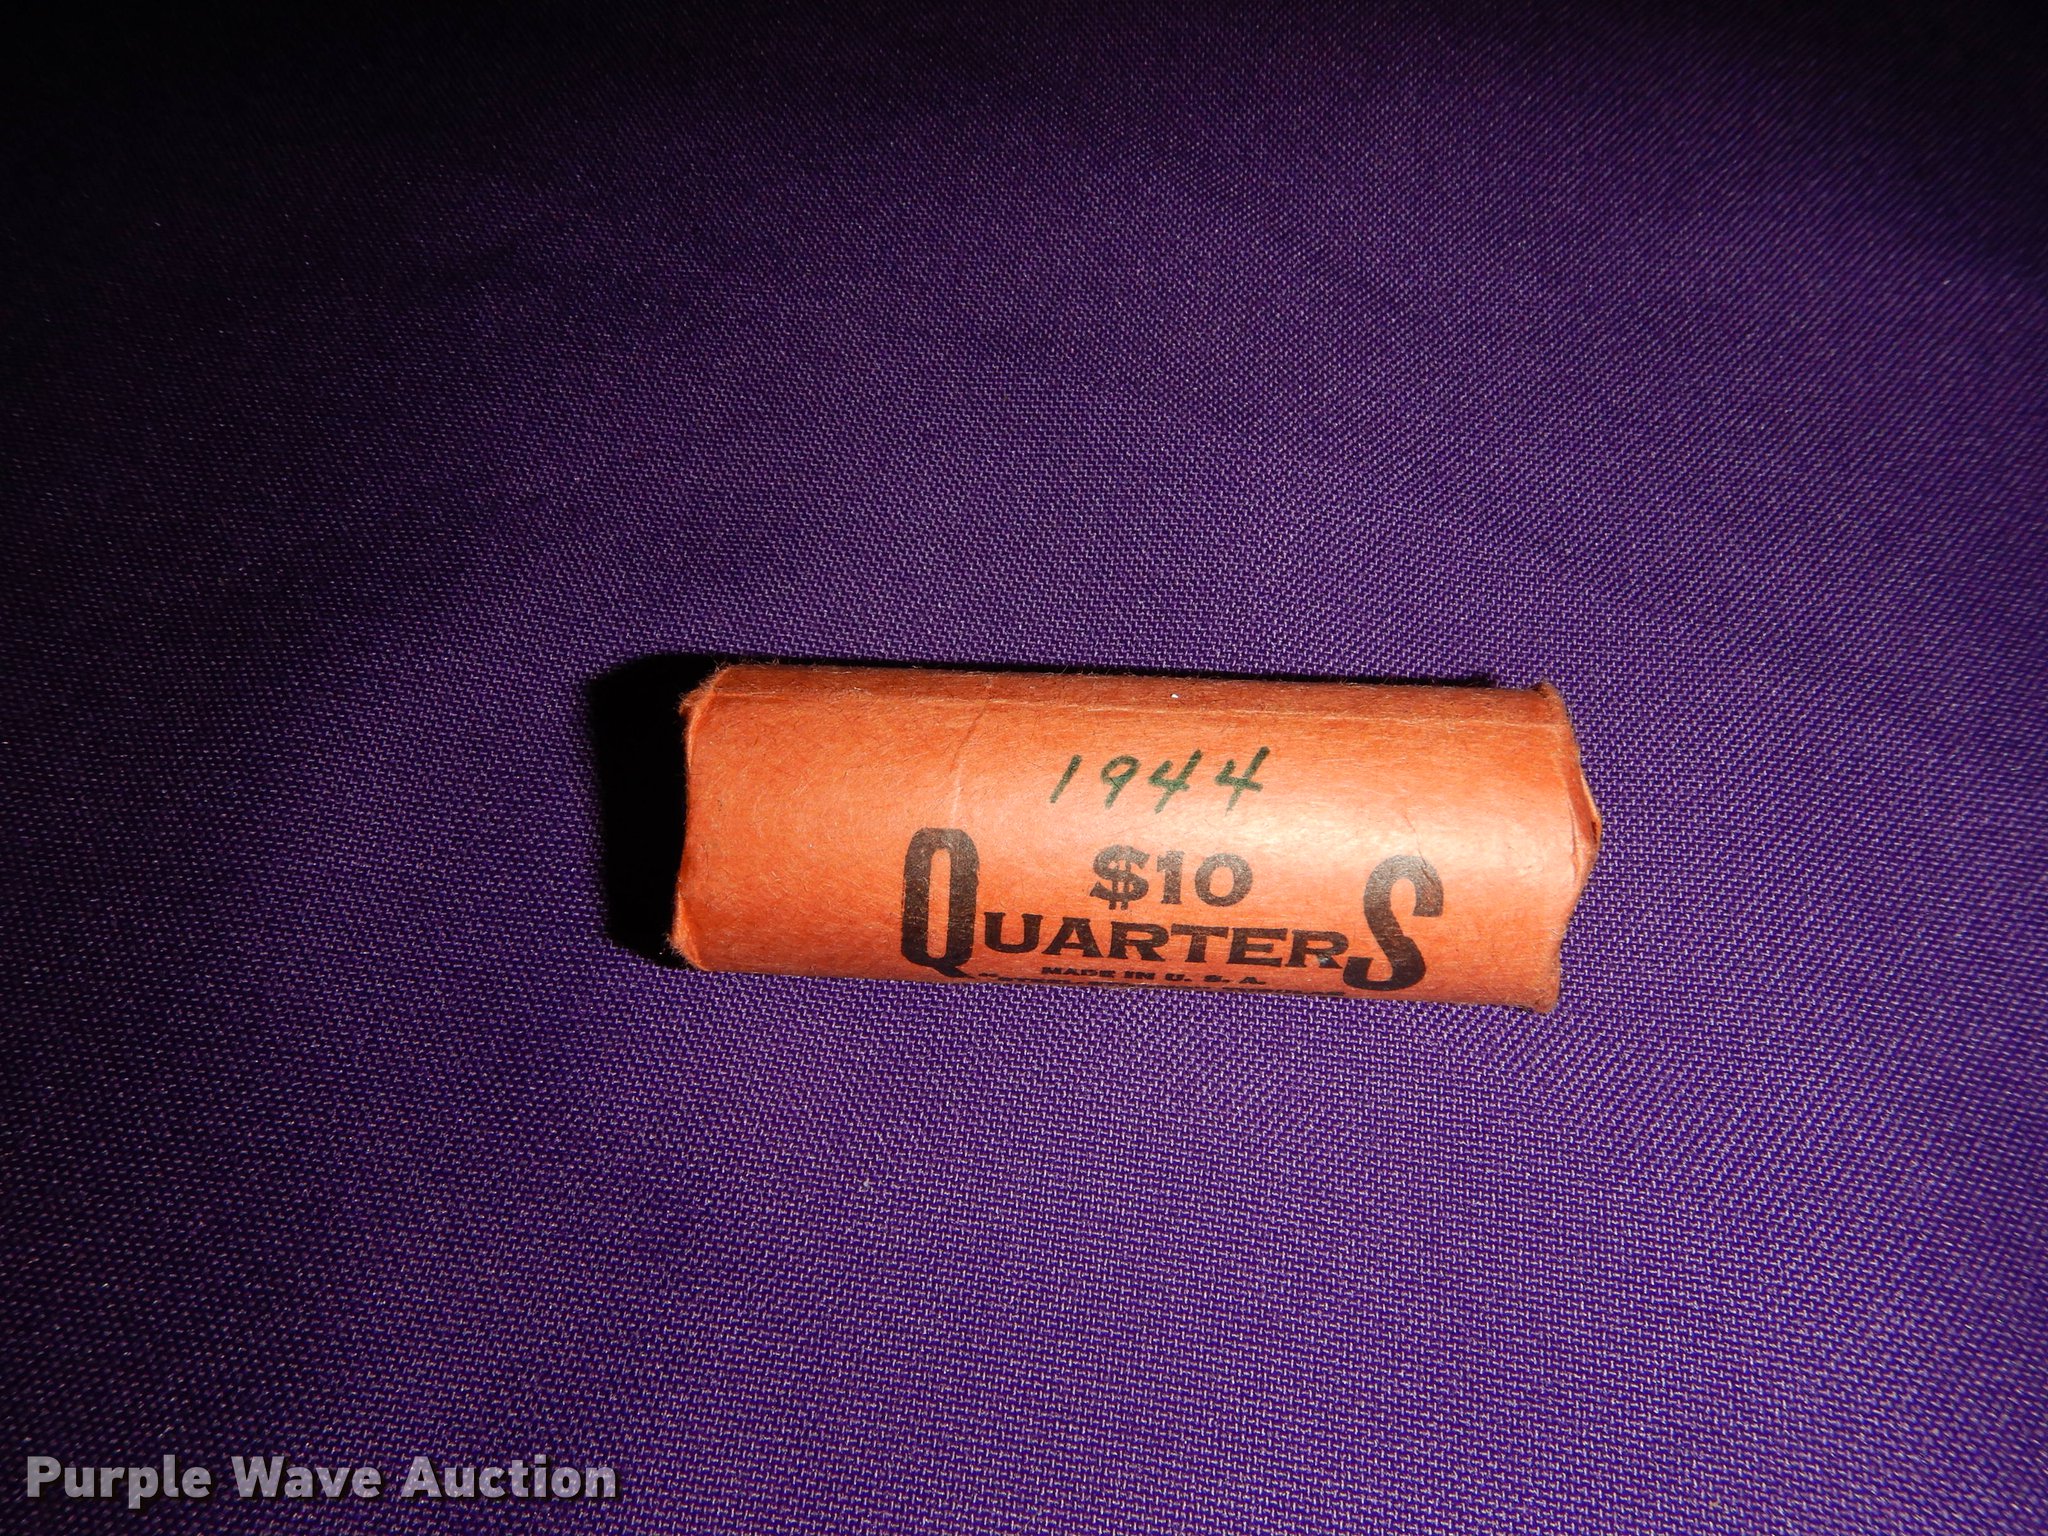 1944
$10
QUARTERS
MADE IN U. S. A.
Purple Wave Auction